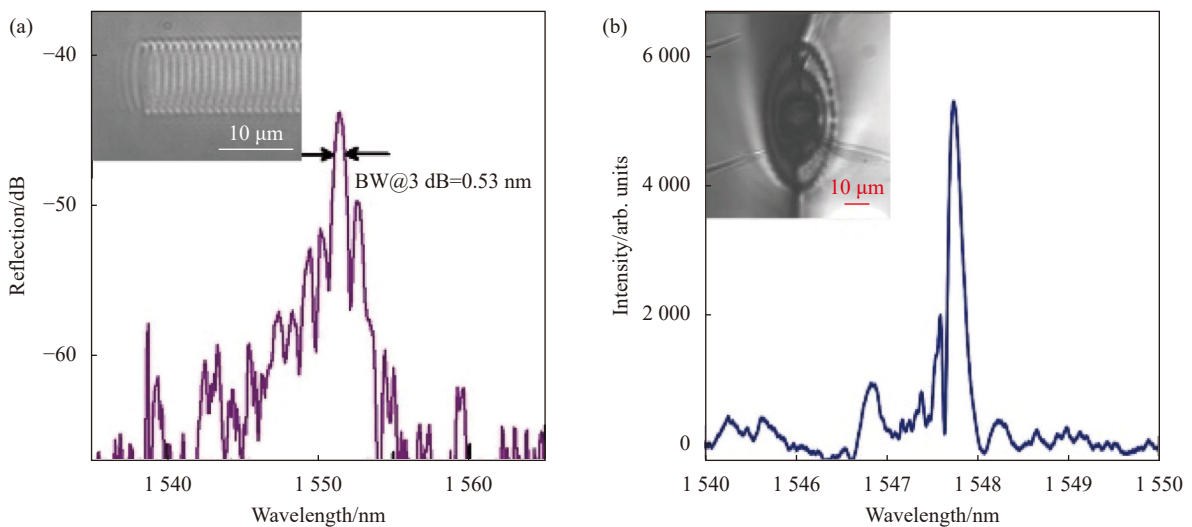 (a)
−40
−50
−60
Reflection/dB
10 μm
BW@3 dB=0.53 nm
1 540
1 550
1 560
Wavelength/nm
(b)
6 000
4 000
2 000
0
Intensity/arb. units
10 μm
1 540
1 546
1 547
1 548
1 549
1 550
Wavelength/nm